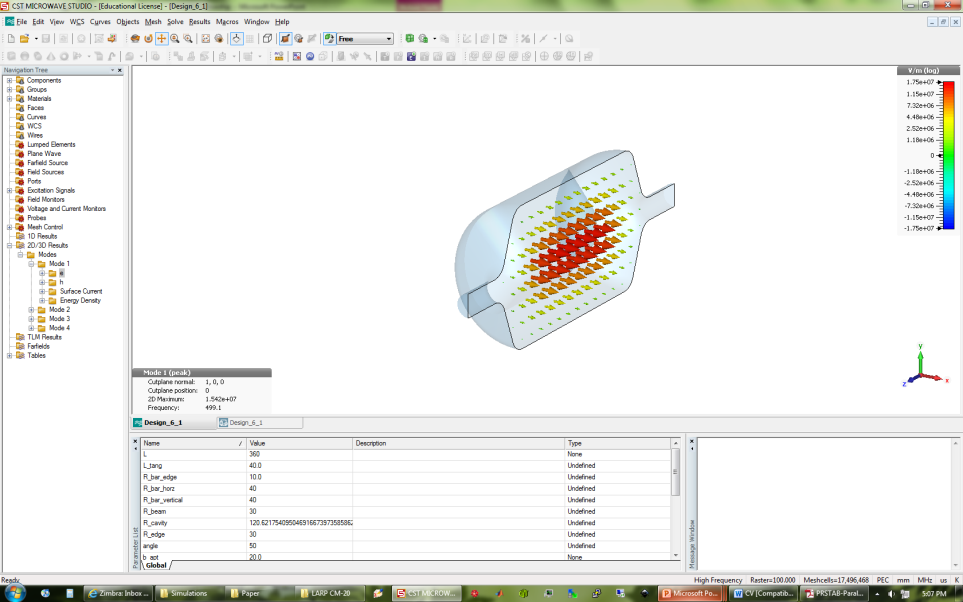 CST MICROWAVE STUDIO - [Educational License] - [Design_6_1]
File Edit View WCS Curves Objects Mesh Solve Results Macros Window Help
Free
Navigation Tree
Components
Groups
Materials
Faces
Curves
WCS
Wires
Lumped Elements
Plane Wave
Farfield Source
Field Sources
Ports
Excitation Signals
Field Monitors
Voltage and Current Monitors
Probes
Mesh Control
1D Results
2D/3D Results
Modes
Mode 1
e
h
Surface Current
Energy Density
Mode 2
Mode 3
Mode 4
TLM Results
Farfields
Tables
V/m (log)
1.75e+07
1.15e+07
7.32e+06
4.48e+06
2.52e+06
1.18e+06
0
-1.18e+06
-2.52e+06
-4.48e+06
-7.32e+06
-1.15e+07
-1.75e+07
y
x
z
Mode 1 (peak)
Cutplane normal: 1, 0, 0
Cutplane position: 0
2D Maximum: 1.542e+07
Frequency: 499.1
Design_6_1 Design_6_1
Name / Value Description Type
L 360 None
L_tang 40.0 Undefined
R_bar_edge 10.0 Undefined
R_bar_horz 40 Undefined
R_bar_vertical 40 Undefined
R_beam 30 Undefined
R_cavity 120.62175409504691667397358586 Undefined
R_edge 30 Undefined
angle 50 Undefined
b_apt 20.0 None
Global
Parameter List
Message Window
Ready
High Frequency Raster=100.000 Meshcells=17,496,468 PEC mm MHz us K
Zimbra: Inbox ... Simulations Paper LARP CM-20 CST MICROW... Microsoft Po... CV [Compatib... PRSTAB-Paral... 5:07 PM